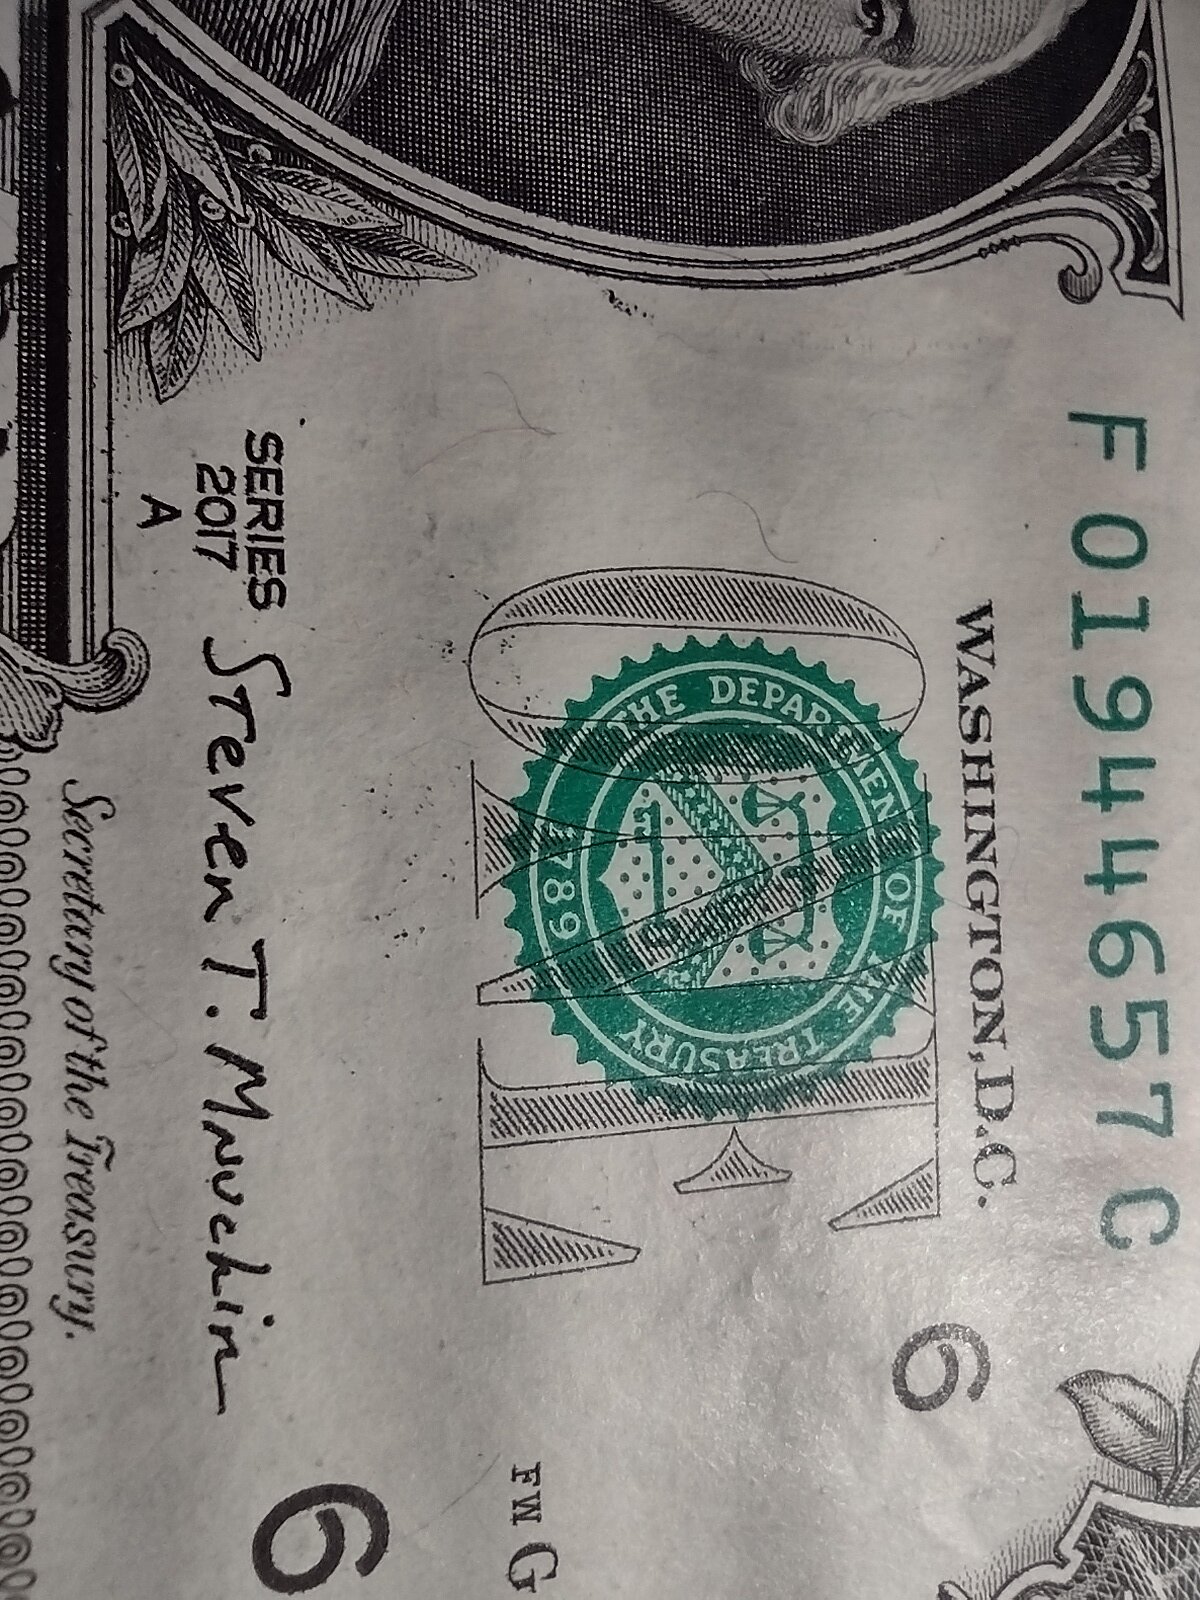 F01944657C
WASHINGTON, D.C.
6
ONE
THE DEPARTMENT OF THE TREASURY
1789
SERIES
2017
A
Steven T. Mnuchin
Secretary of the Treasury.
FW G
6